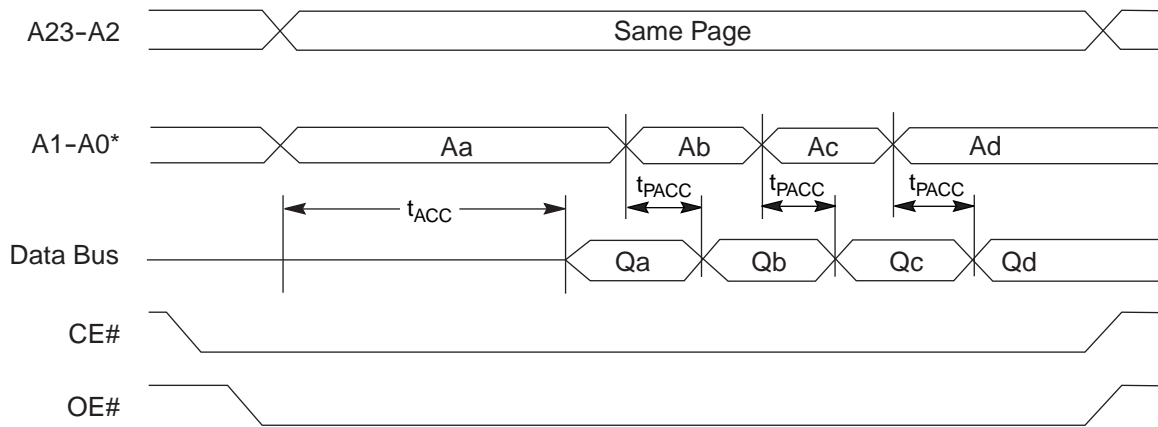 A23-A2 Same Page
A1-A0* Aa Ab Ac Ad
tACC tPACC tPACC tPACC
Data Bus Qa Qb Qc Qd
CE#
OE#